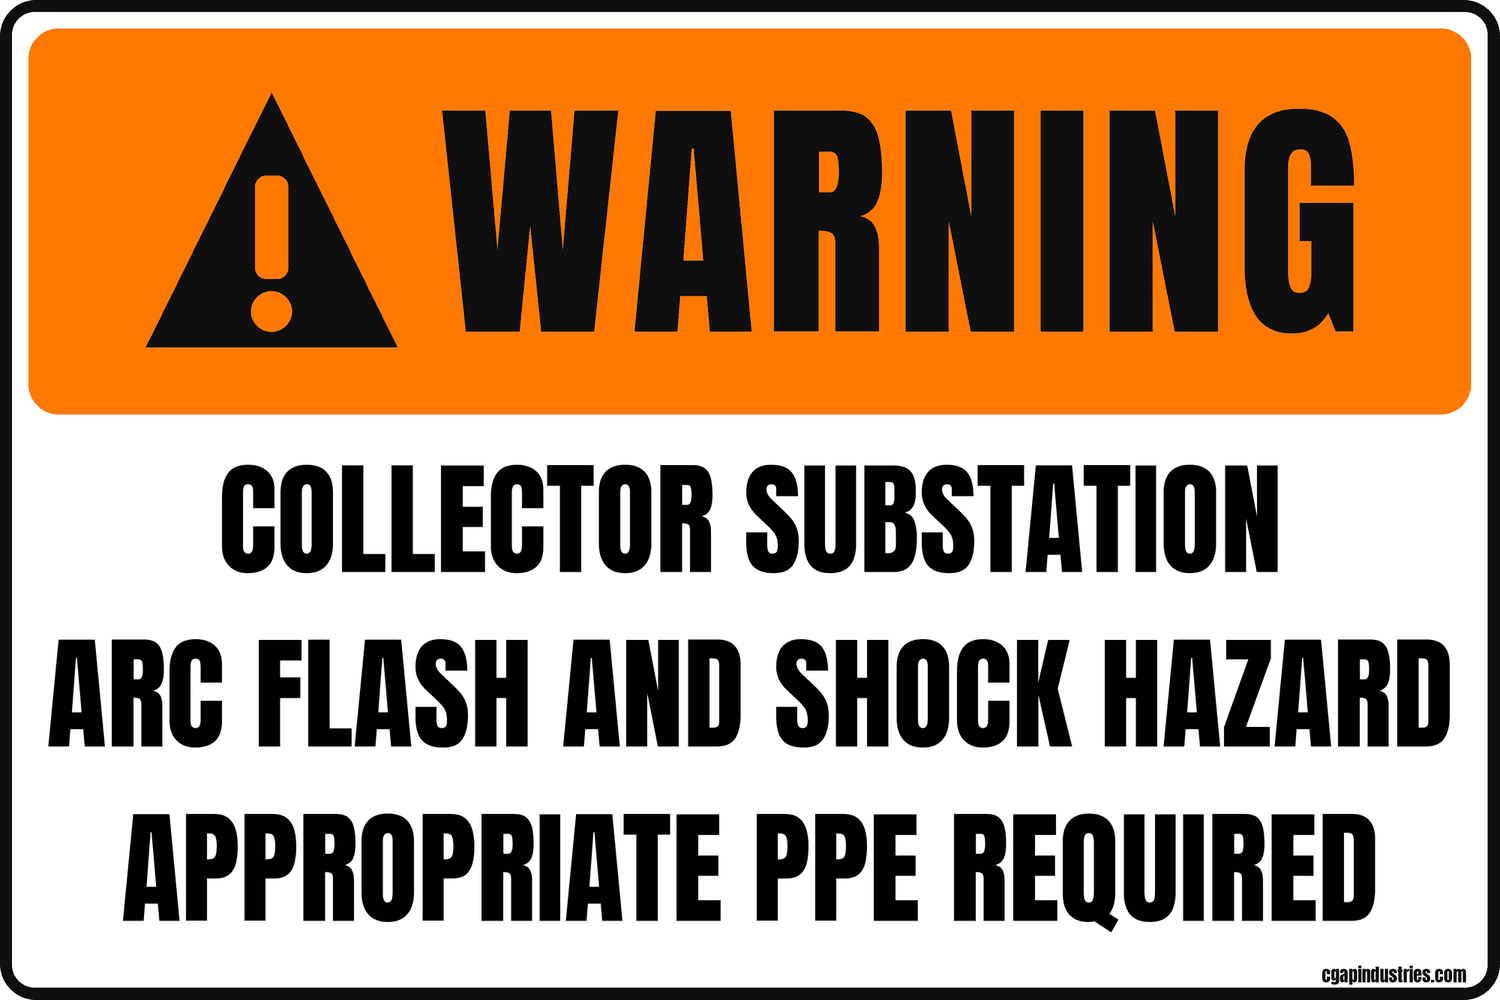 WARNING
COLLECTOR SUBSTATION
ARC FLASH AND SHOCK HAZARD
APPROPRIATE PPE REQUIRED
cgapindustries.com